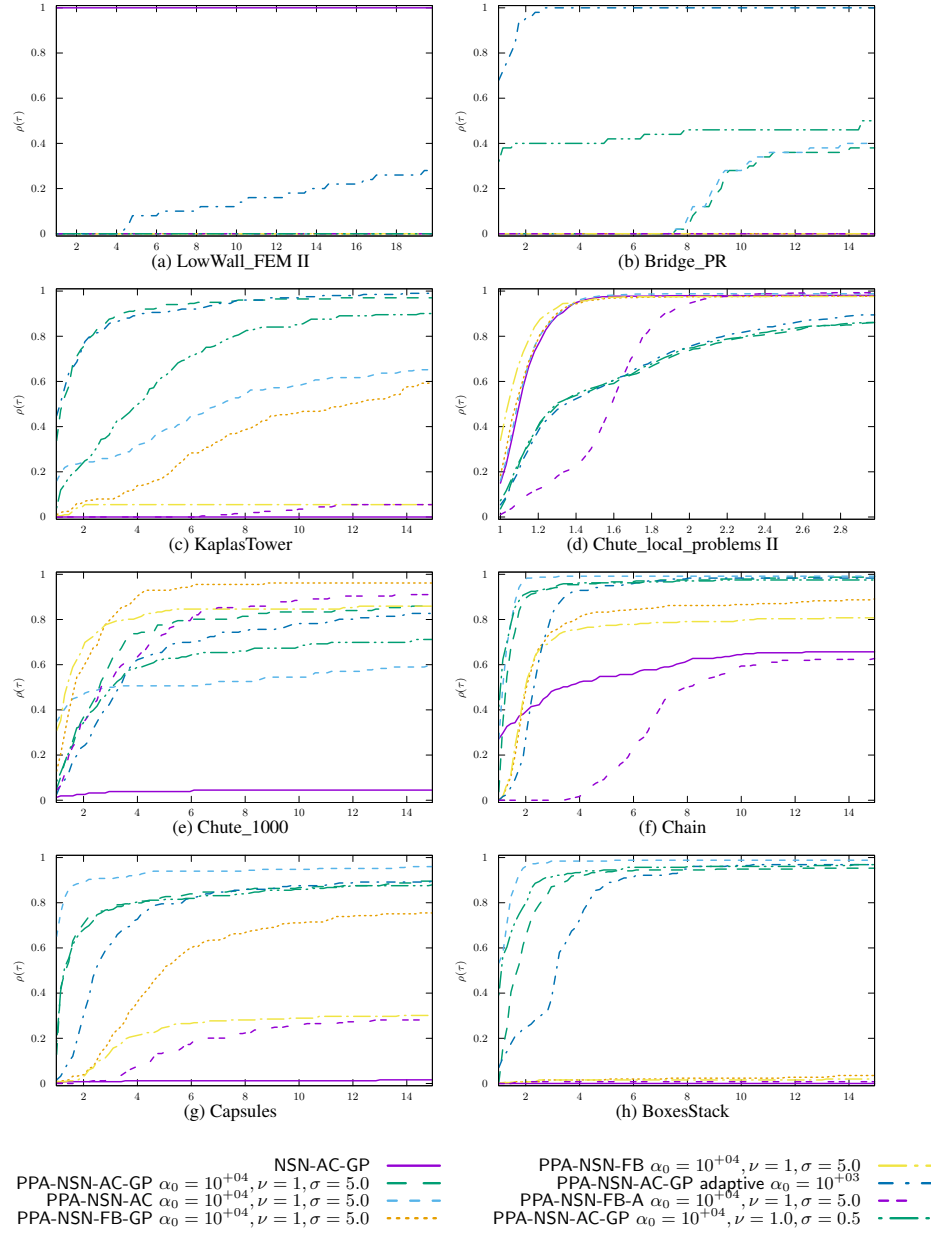 1
0.8
0.6
ρ(τ)
0.4
0.2
0
2 4 6 8 10 12 14 16 18
(a) LowWall_FEM II
1
0.8
0.6
ρ(τ)
0.4
0.2
0
2 4 6 8 10 12 14
(b) Bridge_PR
1
0.8
0.6
ρ(τ)
0.4
0.2
0
2 4 6 8 10 12 14
(c) KaplasTower
1
0.8
0.6
ρ(τ)
0.4
0.2
0
1 1.2 1.4 1.6 1.8 2 2.2 2.4 2.6 2.8
(d) Chute_local_problems II
1
0.8
0.6
ρ(τ)
0.4
0.2
0
2 4 6 8 10 12 14
(e) Chute_1000
1
0.8
0.6
ρ(τ)
0.4
0.2
0
2 4 6 8 10 12 14
(f) Chain
1
0.8
0.6
ρ(τ)
0.4
0.2
0
2 4 6 8 10 12 14
(g) Capsules
1
0.8
0.6
ρ(τ)
0.4
0.2
0
2 4 6 8 10 12 14
(h) BoxesStack
NSN-AC-GP
PPA-NSN-AC-GP α₀ = 10⁺⁰⁴, ν = 1, σ = 5.0
PPA-NSN-AC α₀ = 10⁺⁰⁴, ν = 1, σ = 5.0
PPA-NSN-FB-GP α₀ = 10⁺⁰⁴, ν = 1, σ = 5.0
PPA-NSN-FB α₀ = 10⁺⁰⁴, ν = 1, σ = 5.0
PPA-NSN-AC-GP adaptive α₀ = 10⁺⁰³
PPA-NSN-FB-A α₀ = 10⁺⁰⁴, ν = 1, σ = 5.0
PPA-NSN-AC-GP α₀ = 10⁺⁰⁴, ν = 1.0, σ = 0.5